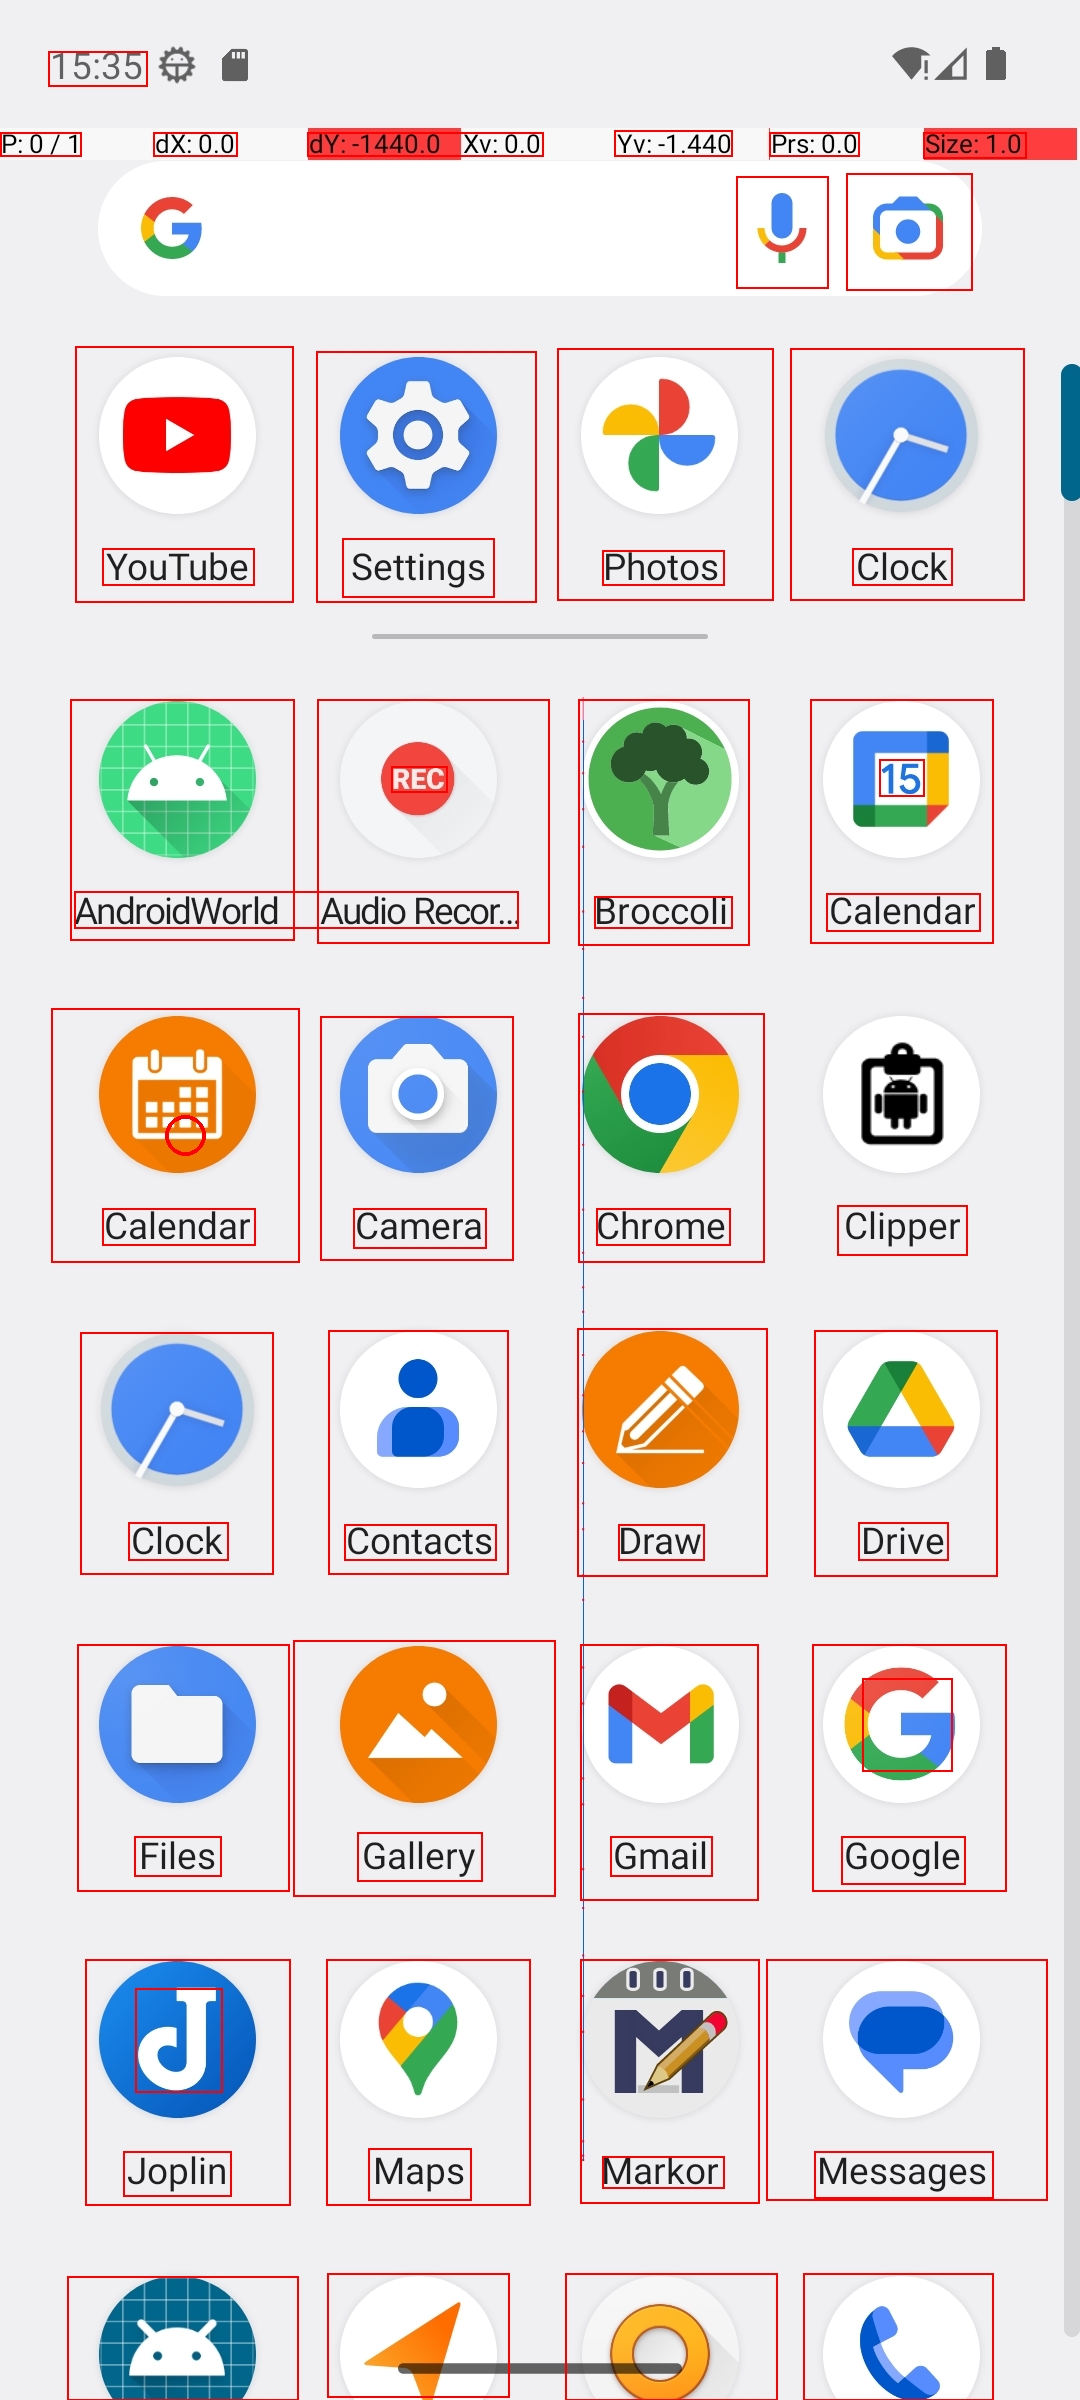 15:35
P: 0 / 1 dX: 0.0 dY: -1440.0 Xv: 0.0 Yv: -1.440 Prs: 0.0 Size: 1.0
YouTube Settings Photos Clock
REC 15
AndroidWorld Audio Recor... Broccoli Calendar
Calendar Camera Chrome Clipper
Clock Contacts Draw Drive
Files Gallery Gmail Google
Joplin Maps Markor Messages